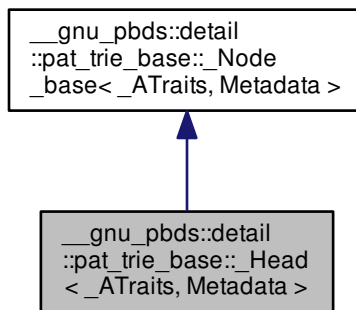 __gnu_pbds::detail
::pat_trie_base::_Node
_base< _ATraits, Metadata >
__gnu_pbds::detail
::pat_trie_base::_Head
< _ATraits, Metadata >